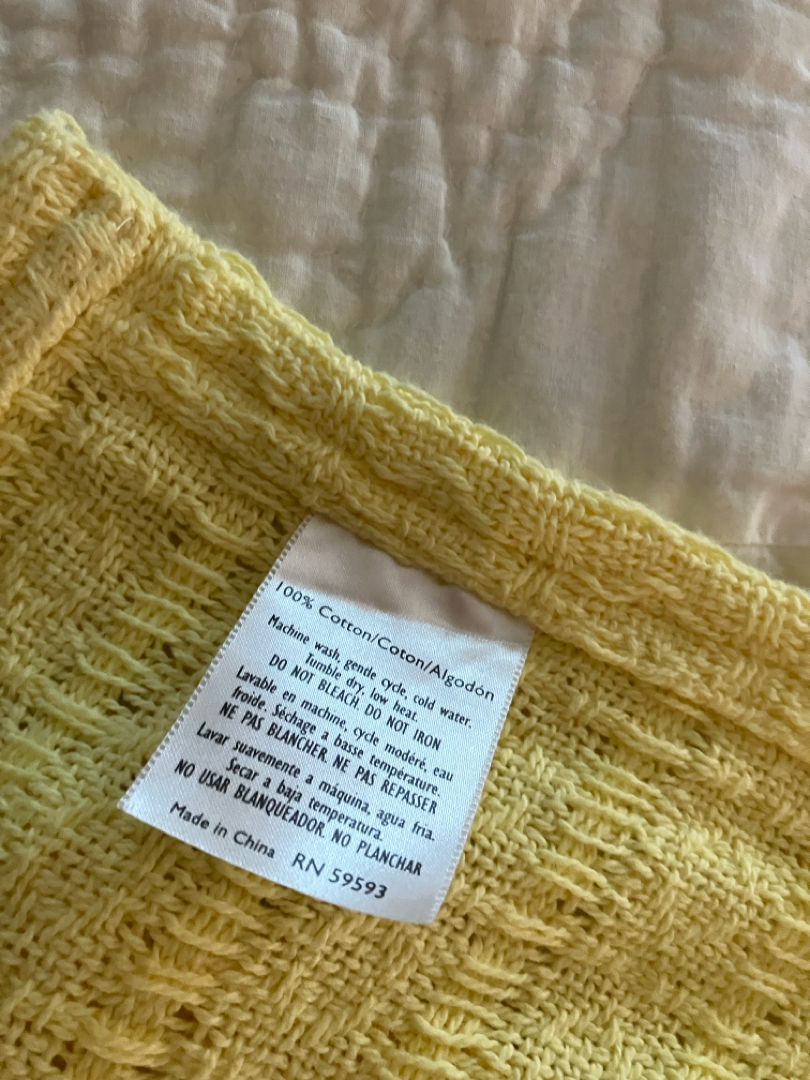 100% Cotton/Coton/Algodón
Machine wash, gentle cycle, cold water.
Tumble dry, low heat.
DO NOT BLEACH. DO NOT IRON
Lavable en machine, cycle modéré, eau
froide. Séchage a basse température.
NE PAS BLANCHER. NE PAS REPASSER
Lavar suavemente a máquina, agua fria.
Secar a baja temperatura.
NO USAR BLANQUEADOR. NO PLANCHAR
Made in China RN 59593